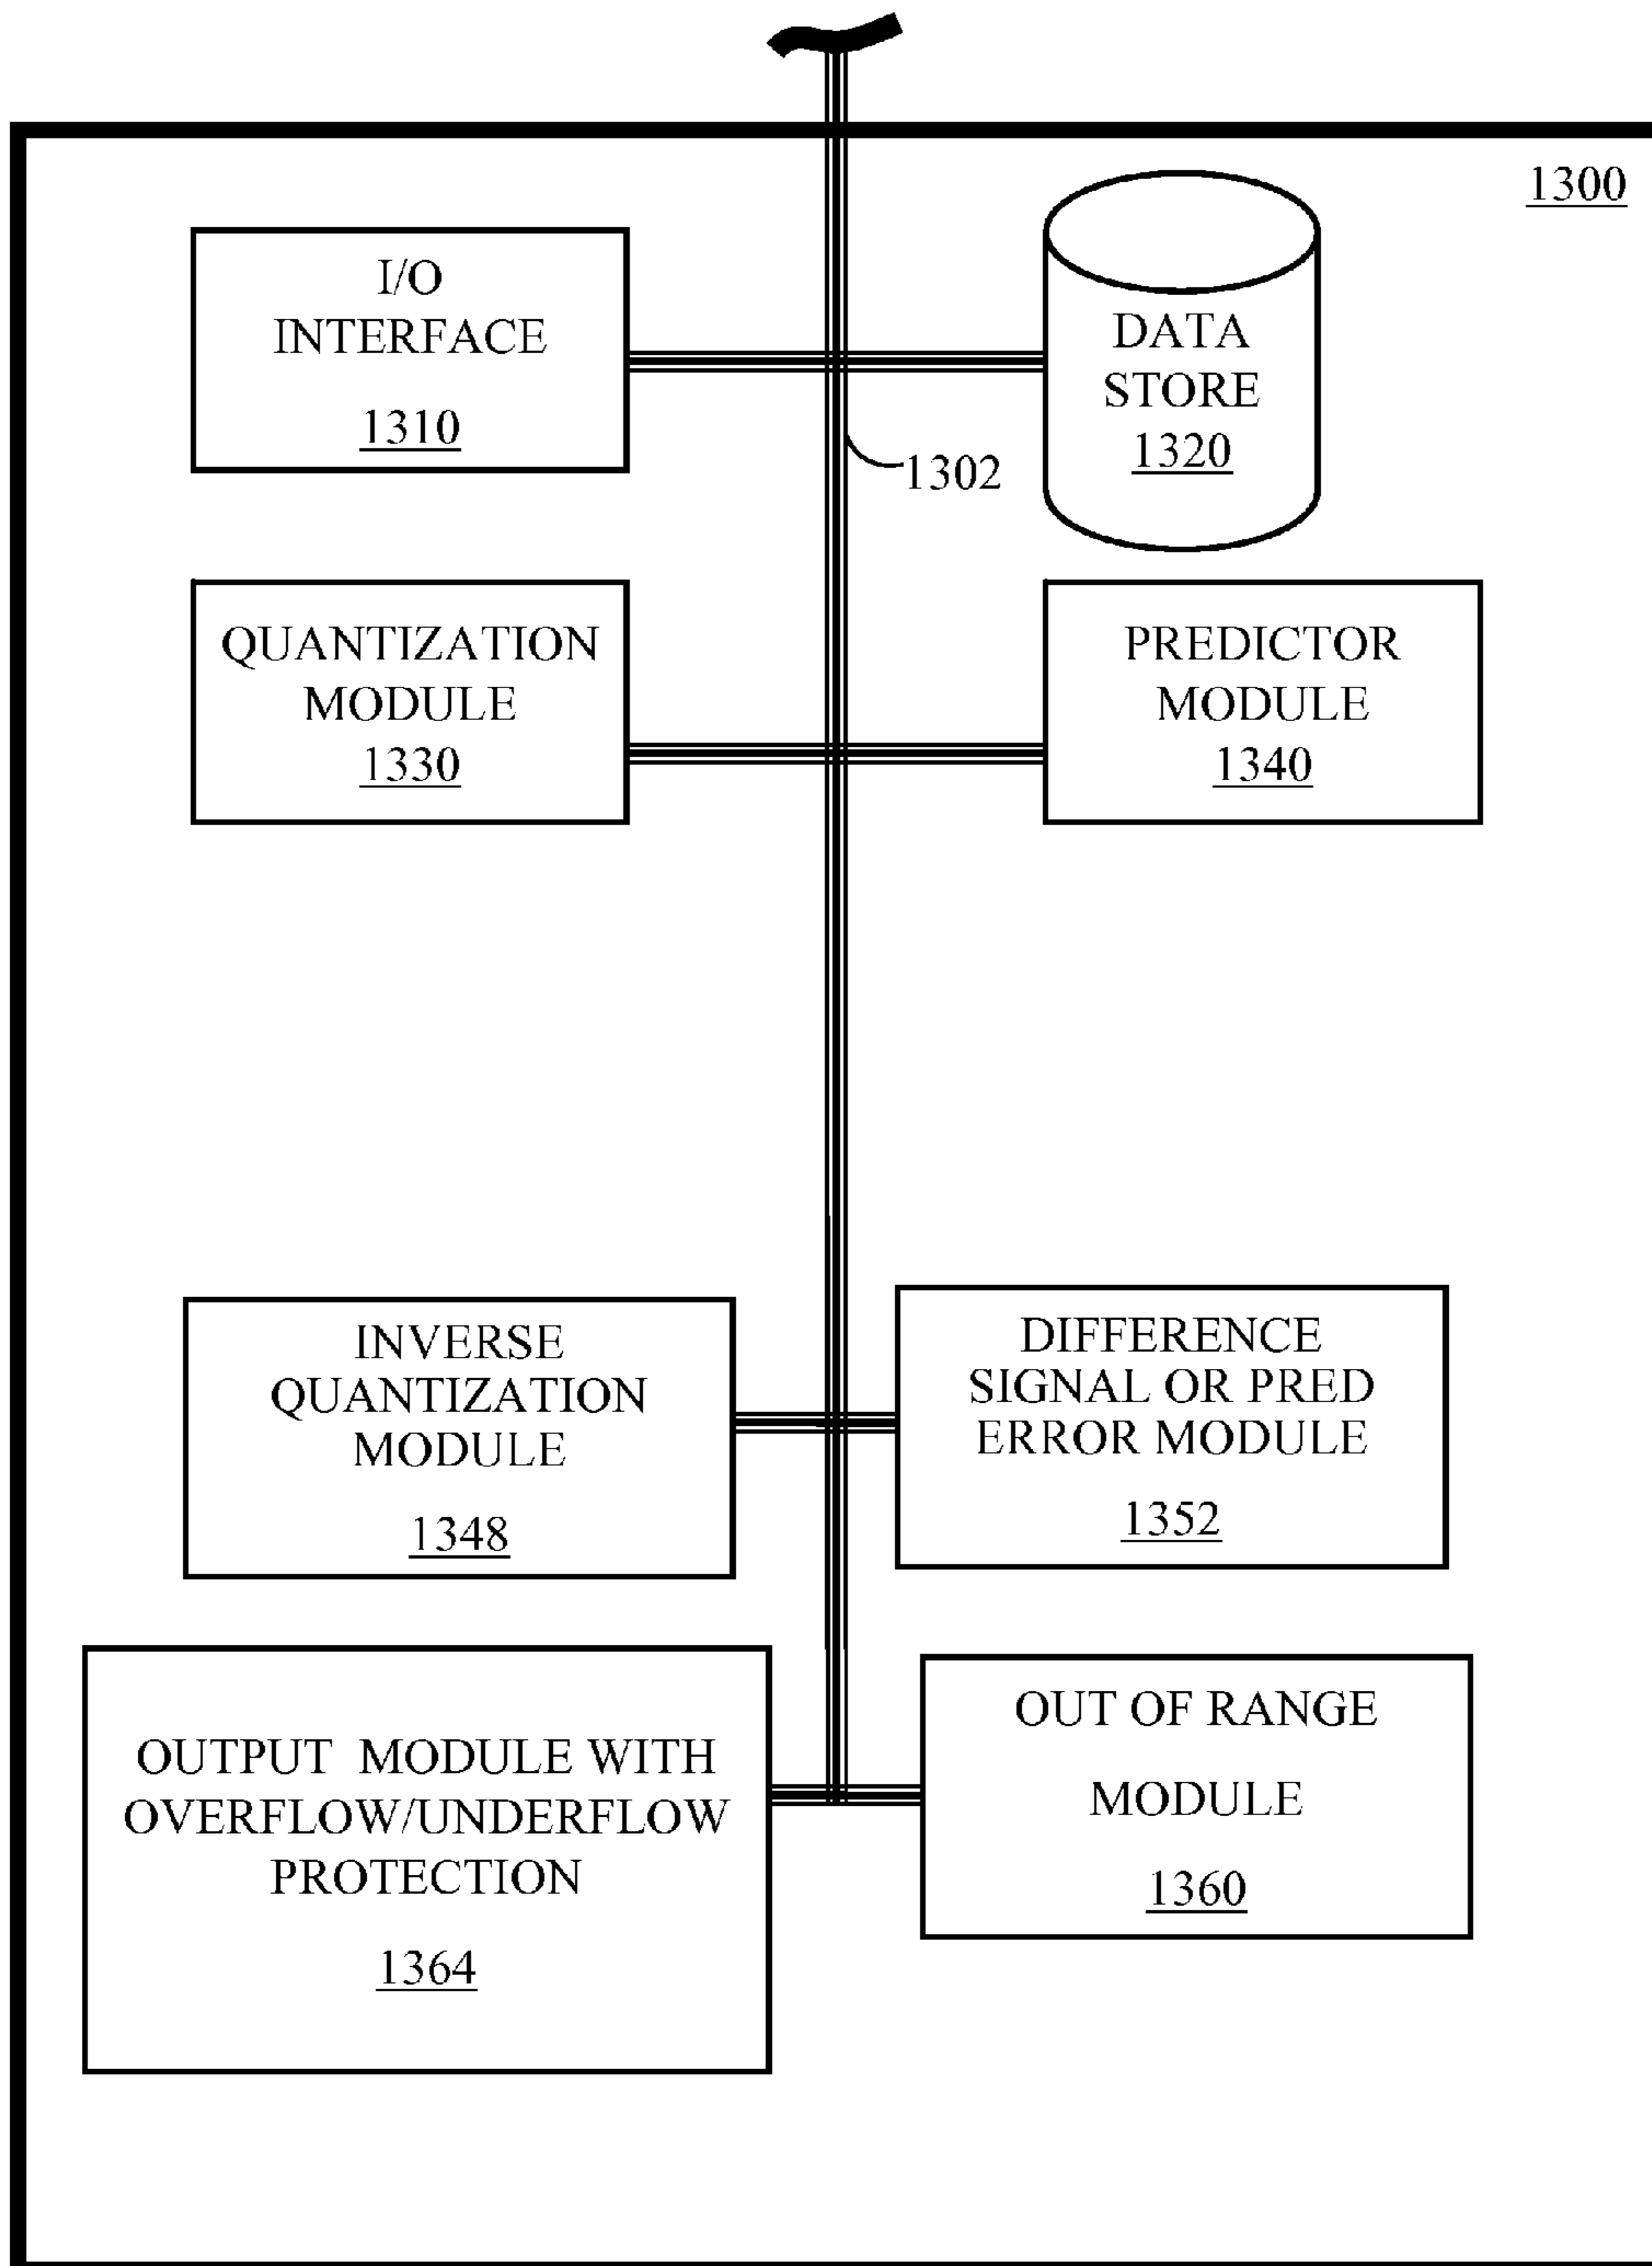 1300
I/O
INTERFACE
1310
DATA
STORE
1320
1302
QUANTIZATION
MODULE
1330
PREDICTOR
MODULE
1340
INVERSE
QUANTIZATION
MODULE
1348
DIFFERENCE
SIGNAL OR PRED
ERROR MODULE
1352
OUTPUT MODULE WITH
OVERFLOW/UNDERFLOW
PROTECTION
1364
OUT OF RANGE
MODULE
1360